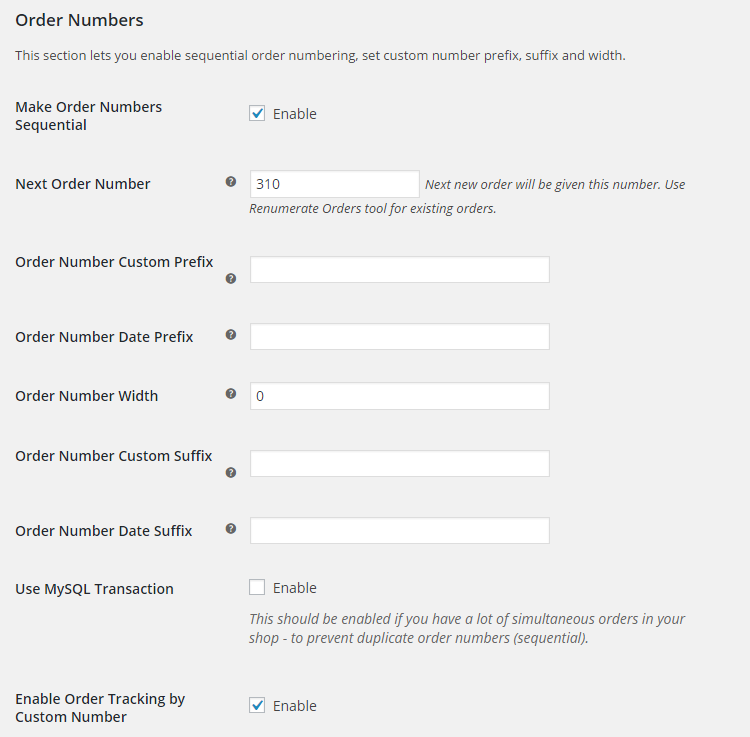 Order Numbers
This section lets you enable sequential order numbering, set custom number prefix, suffix and width.
Make Order Numbers
Sequential
Enable
Next Order Number
310
Next new order will be given this number. Use
Renumerate Orders tool for existing orders.
Order Number Custom Prefix
Order Number Date Prefix
Order Number Width
0
Order Number Custom Suffix
Order Number Date Suffix
Use MySQL Transaction
Enable
This should be enabled if you have a lot of simultaneous orders in your
shop - to prevent duplicate order numbers (sequential).
Enable Order Tracking by
Custom Number
Enable